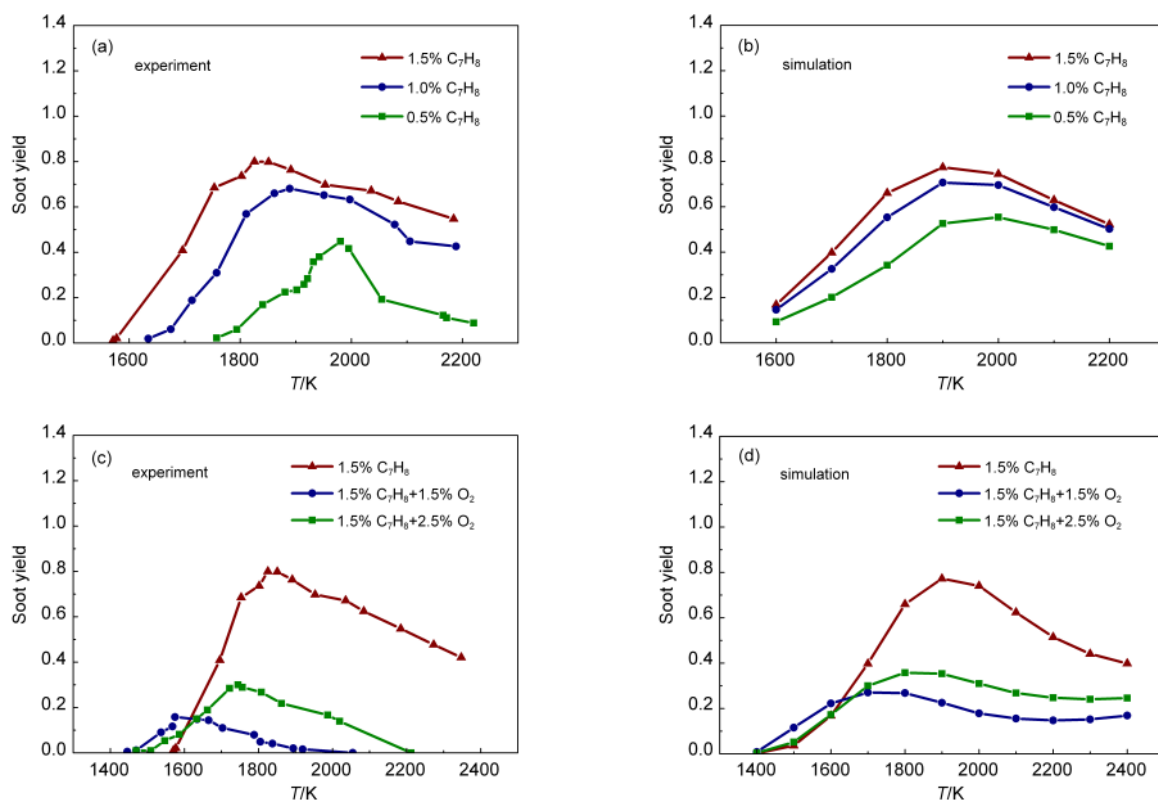 (a)
experiment
1.5% C₇H₈
1.0% C₇H₈
0.5% C₇H₈
Soot yield
1.4
1.2
1.0
0.8
0.6
0.4
0.2
0.0
1600 1800 2000 2200
T/K
(b)
simulation
1.5% C₇H₈
1.0% C₇H₈
0.5% C₇H₈
Soot yield
1.4
1.2
1.0
0.8
0.6
0.4
0.2
0.0
1600 1800 2000 2200
T/K
(c)
experiment
1.5% C₇H₈
1.5% C₇H₈+1.5% O₂
1.5% C₇H₈+2.5% O₂
Soot yield
1.4
1.2
1.0
0.8
0.6
0.4
0.2
0.0
1400 1600 1800 2000 2200 2400
T/K
(d)
simulation
1.5% C₇H₈
1.5% C₇H₈+1.5% O₂
1.5% C₇H₈+2.5% O₂
Soot yield
1.4
1.2
1.0
0.8
0.6
0.4
0.2
0.0
1400 1600 1800 2000 2200 2400
T/K